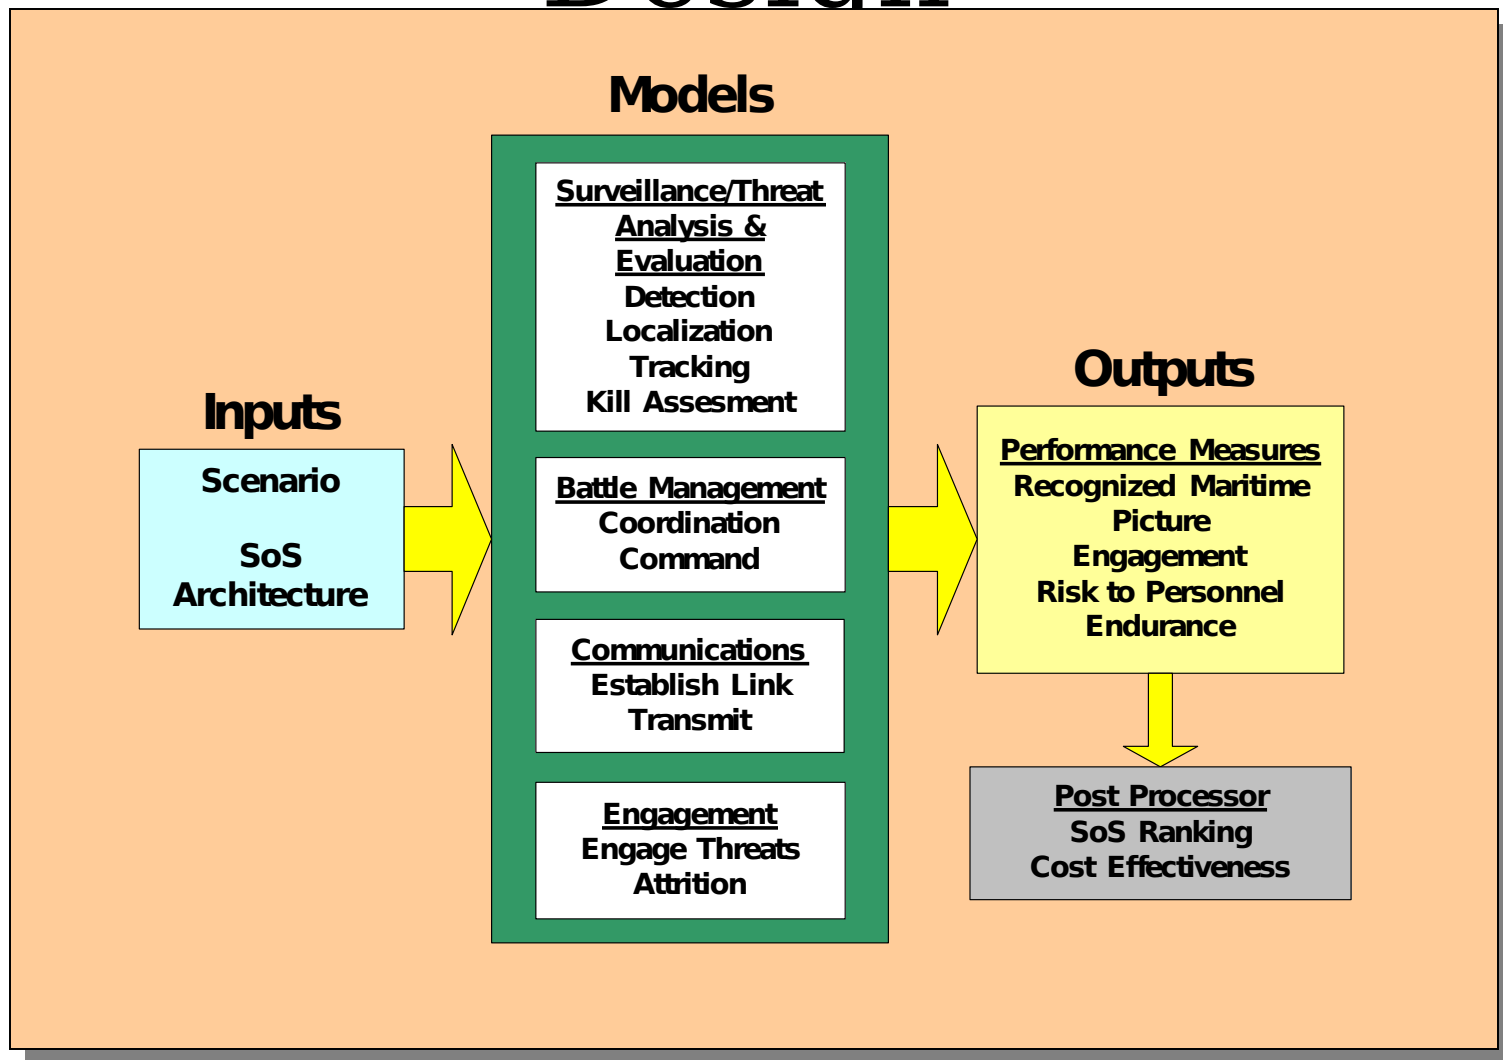 Design
Models
Surveillance/Threat
Analysis &
Evaluation
Detection
Localization
Tracking
Kill Assesment
Battle Management
Coordination
Command
Communications
Establish Link
Transmit
Engagement
Engage Threats
Attrition
Inputs
Scenario
SoS
Architecture
Outputs
Performance Measures
Recognized Maritime
Picture
Engagement
Risk to Personnel
Endurance
Post Processor
SoS Ranking
Cost Effectiveness